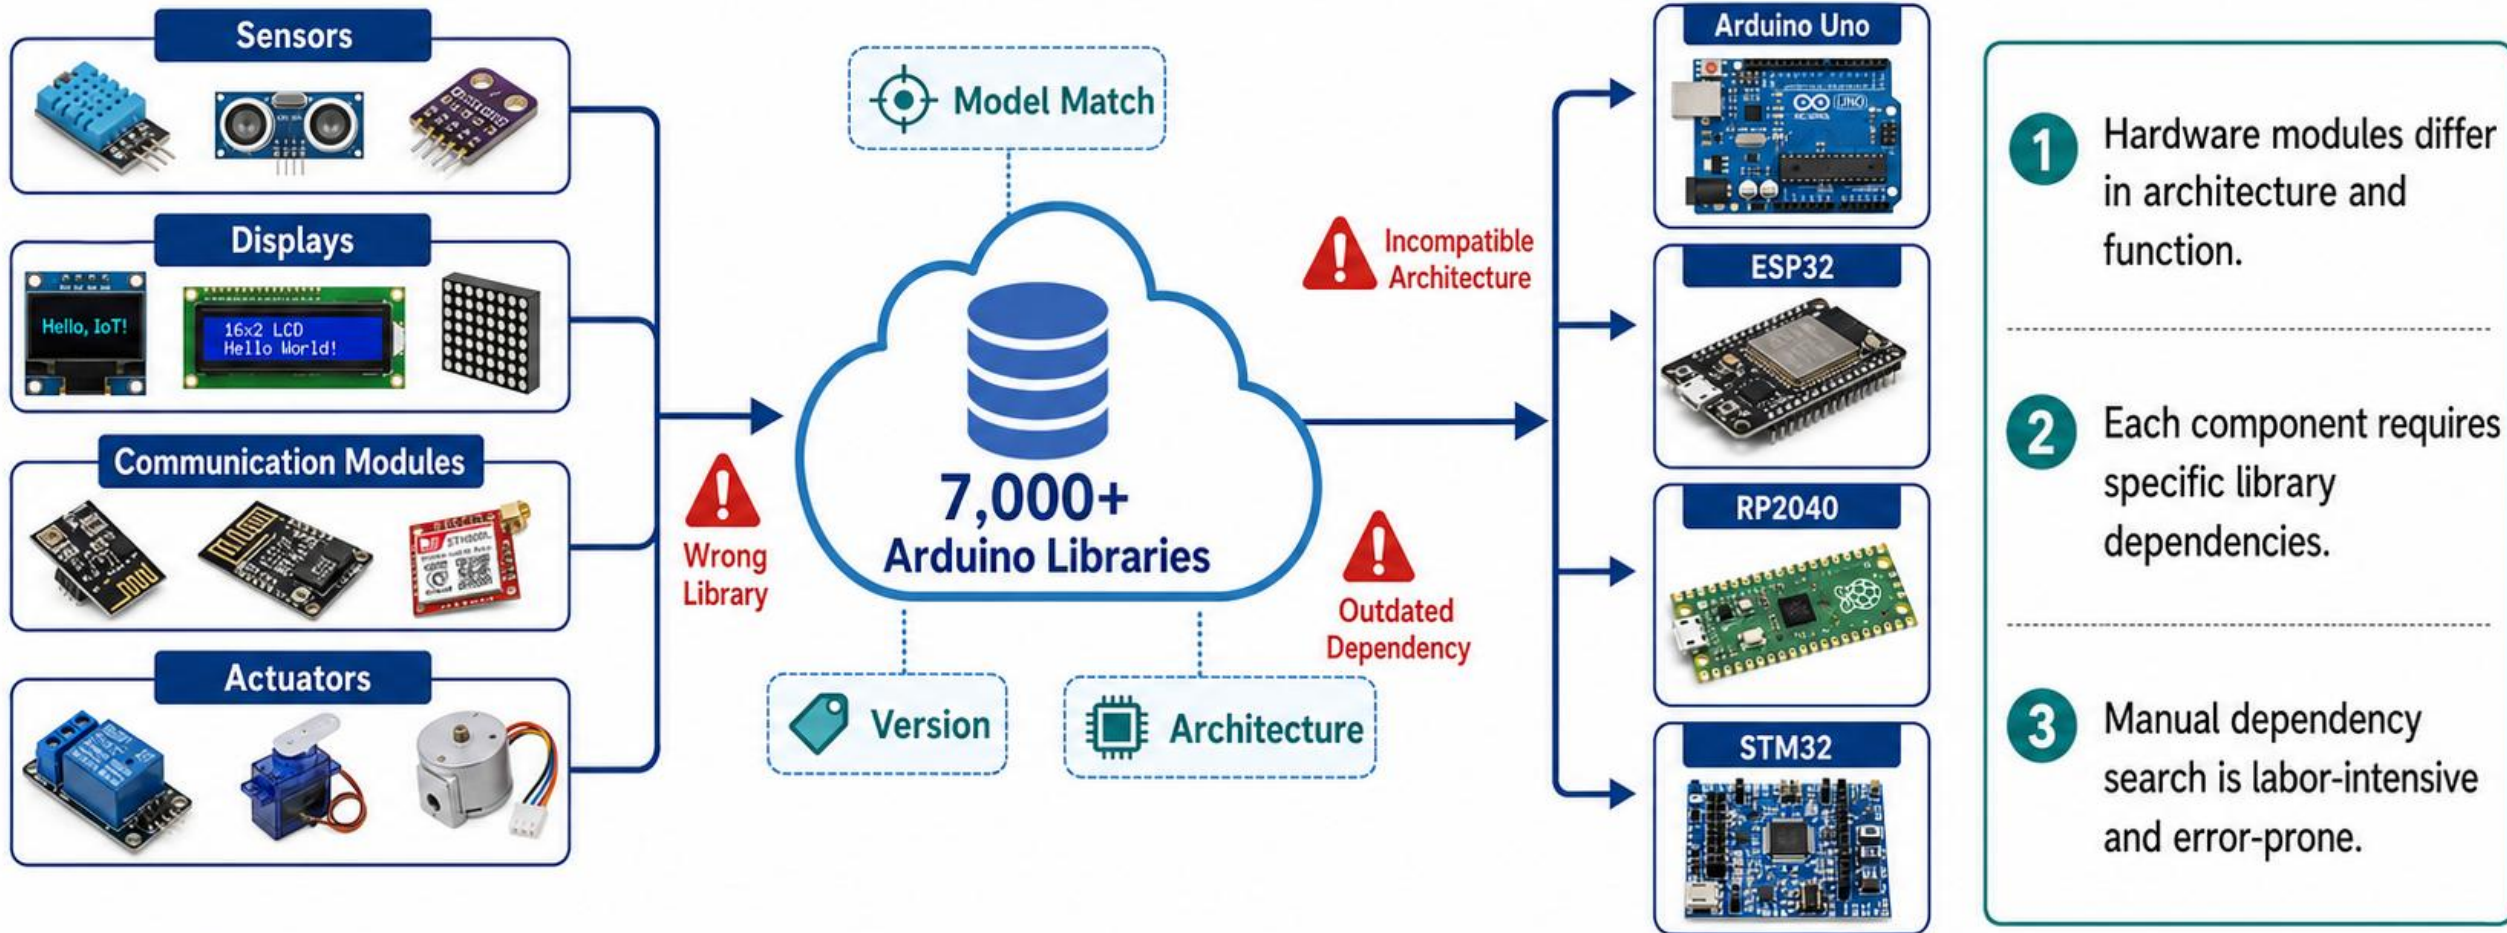 Sensors
Displays
Hello, IoT!
16x2 LCD
Hello World!
Communication Modules
Actuators
Wrong
Library
Model Match
7,000+
Arduino Libraries
Version
Architecture
Incompatible
Architecture
Outdated
Dependency
Arduino Uno
ESP32
RP2040
STM32
1
Hardware modules differ
in architecture and
function.
2
Each component requires
specific library
dependencies.
3
Manual dependency
search is labor-intensive
and error-prone.